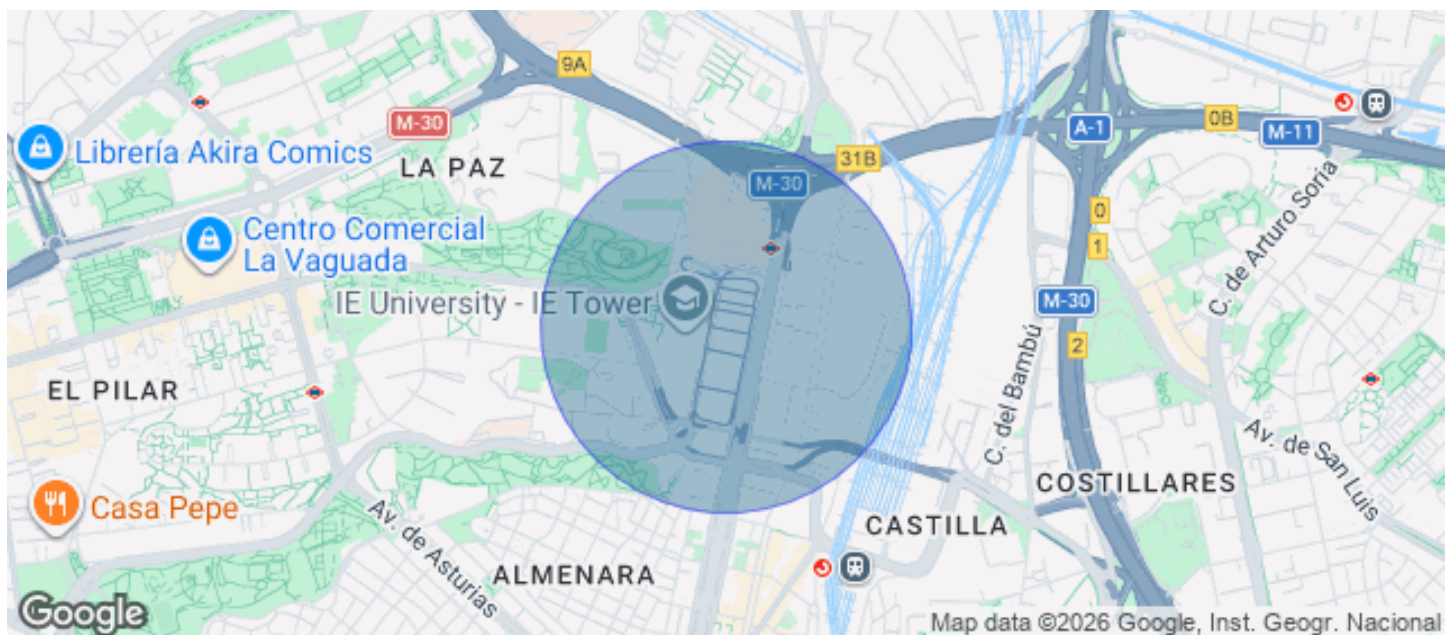 9A
M-30
A-1
0B
M-11
Librería Akira Comics
LA PAZ
31B
M-30
C. de Arturo Soria
0
1
Centro Comercial
La Vaguada
IE University - IE Tower
M-30
2
C. del Bambú
EL PILAR
Av. de San Luis
COSTILLARES
Casa Pepe
Av. de Asturias
CASTILLA
ALMENARA
Google
Map data ©2026 Google, Inst. Geogr. Nacional